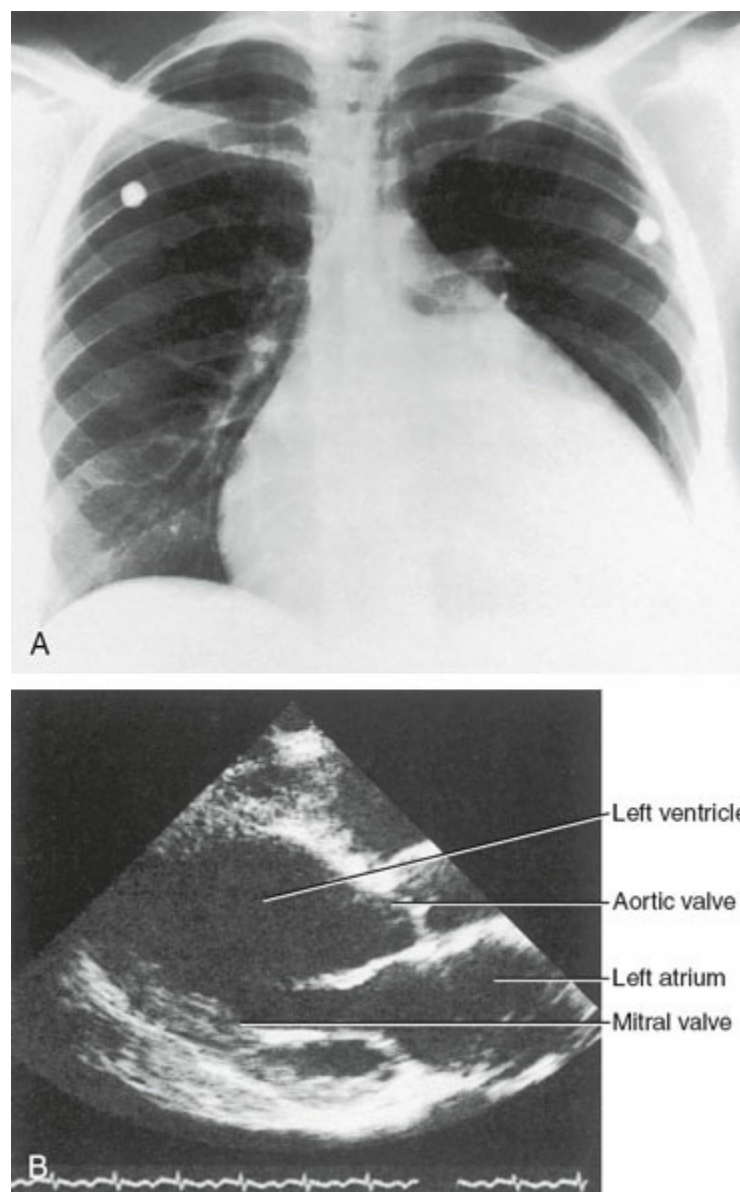 A
Left ventricle
Aortic valve
Left atrium
Mitral valve
B